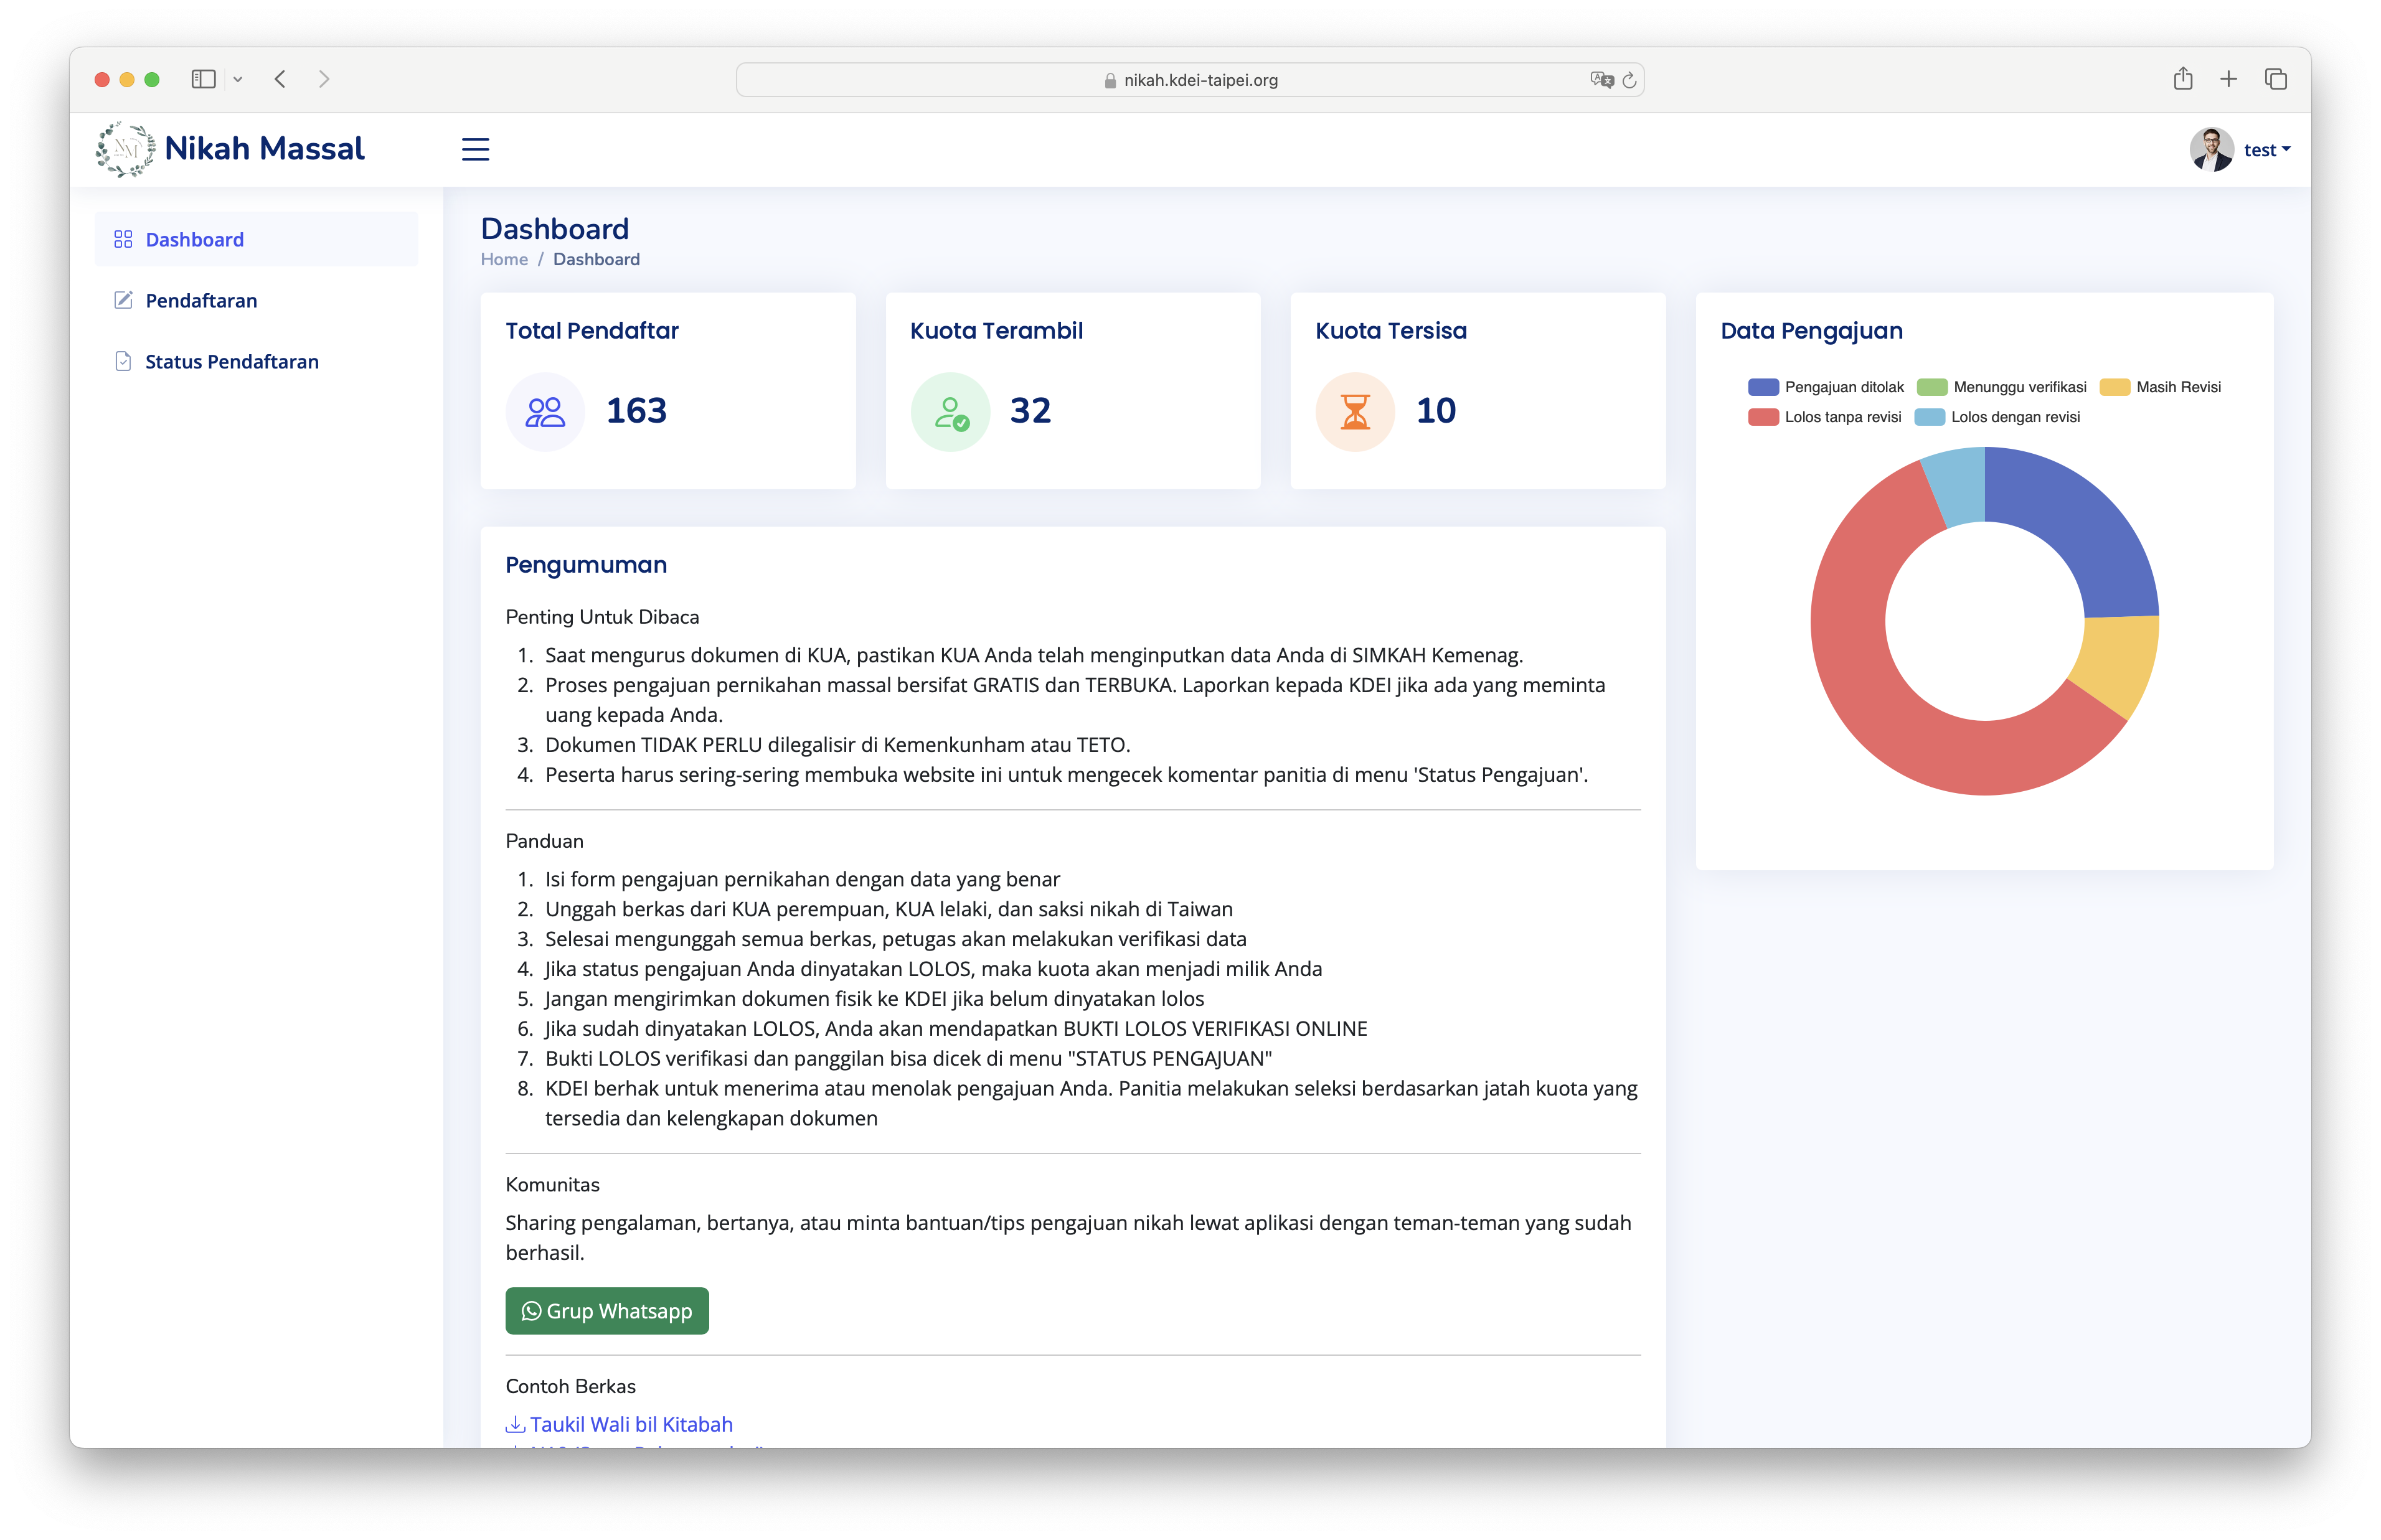 nikah.kdei-taipei.org
NM
Nikah Massal
test
Dashboard
Pendaftaran
Status Pendaftaran
Dashboard
Home / Dashboard
Total Pendaftar
163
Kuota Terambil
32
Kuota Tersisa
10
Data Pengajuan
Pengajuan ditolak Menunggu verifikasi Masih Revisi
Lolos tanpa revisi Lolos dengan revisi
Pengumuman
Penting Untuk Dibaca
1. Saat mengurus dokumen di KUA, pastikan KUA Anda telah menginputkan data Anda di SIMKAH Kemenag.
2. Proses pengajuan pernikahan massal bersifat GRATIS dan TERBUKA. Laporkan kepada KDEI jika ada yang meminta
uang kepada Anda.
3. Dokumen TIDAK PERLU dilegalisir di Kemenkunham atau TETO.
4. Peserta harus sering-sering membuka website ini untuk mengecek komentar panitia di menu 'Status Pengajuan'.
Panduan
1. Isi form pengajuan pernikahan dengan data yang benar
2. Unggah berkas dari KUA perempuan, KUA lelaki, dan saksi nikah di Taiwan
3. Selesai mengunggah semua berkas, petugas akan melakukan verifikasi data
4. Jika status pengajuan Anda dinyatakan LOLOS, maka kuota akan menjadi milik Anda
5. Jangan mengirimkan dokumen fisik ke KDEI jika belum dinyatakan lolos
6. Jika sudah dinyatakan LOLOS, Anda akan mendapatkan BUKTI LOLOS VERIFIKASI ONLINE
7. Bukti LOLOS verifikasi dan panggilan bisa dicek di menu "STATUS PENGAJUAN"
8. KDEI berhak untuk menerima atau menolak pengajuan Anda. Panitia melakukan seleksi berdasarkan jatah kuota yang
tersedia dan kelengkapan dokumen
Komunitas
Sharing pengalaman, bertanya, atau minta bantuan/tips pengajuan nikah lewat aplikasi dengan teman-teman yang sudah
berhasil.
Grup Whatsapp
Contoh Berkas
Taukil Wali bil Kitabah